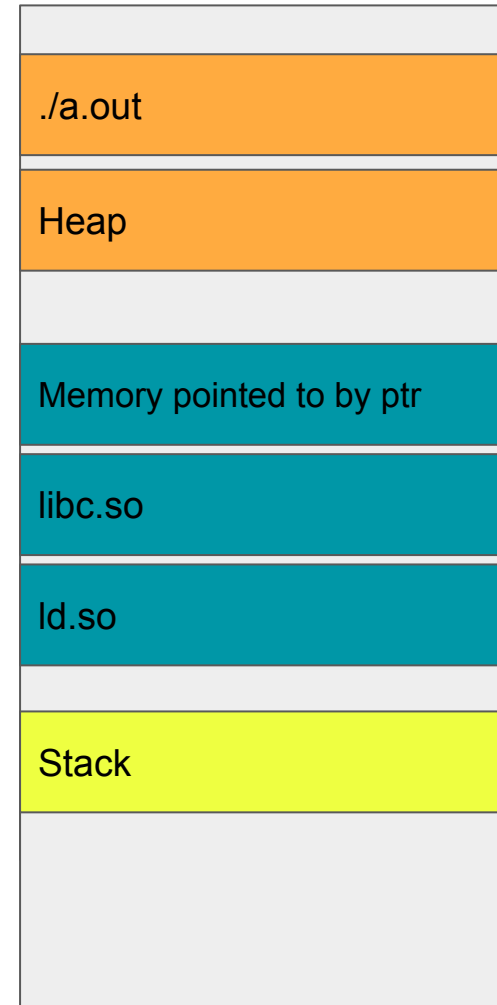 ./a.out
Heap
Memory pointed to by ptr
libc.so
ld.so
Stack